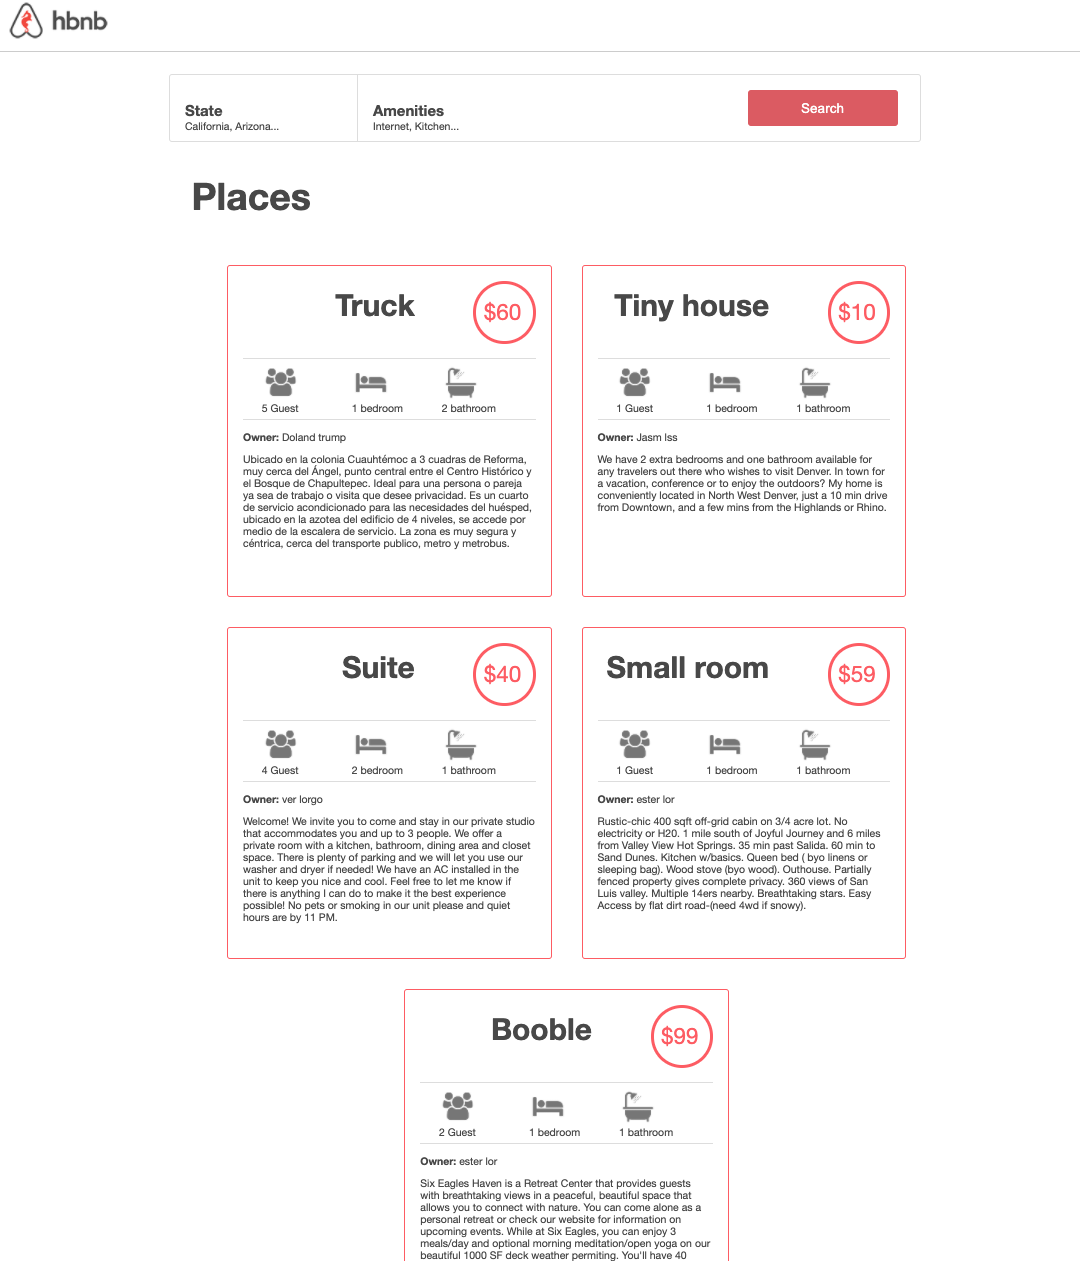 hbnb
State
California, Arizona...
Amenities
Internet, Kitchen...
Search
Places
Truck
$60
5 Guest
1 bedroom
2 bathroom
Owner: Doland trump
Ubicado en la colonia Cuauhtémoc a 3 cuadras de Reforma,
muy cerca del Ángel, punto central entre el Centro Histórico y
el Bosque de Chapultepec. Ideal para una persona o pareja
ya sea de trabajo o visita que desee privacidad. Es un cuarto
de servicio acondicionado para las necesidades del huésped,
ubicado en la azotea del edificio de 4 niveles, se accede por
medio de la escalera de servicio. La zona es muy segura y
céntrica, cerca del transporte publico, metro y metrobus.
Tiny house
$10
1 Guest
1 bedroom
1 bathroom
Owner: Jasm Iss
We have 2 extra bedrooms and one bathroom available for
any travelers out there who wishes to visit Denver. In town for
a vacation, conference or to enjoy the outdoors? My home is
conveniently located in North West Denver, just a 10 min drive
from Downtown, and a few mins from the Highlands or Rhino.
Suite
$40
4 Guest
2 bedroom
1 bathroom
Owner: ver lorgo
Welcome! We invite you to come and stay in our private studio
that accommodates you and up to 3 people. We offer a
private room with a kitchen, bathroom, dining area and closet
space. There is plenty of parking and we will let you use our
washer and dryer if needed! We have an AC installed in the
unit to keep you nice and cool. Feel free to let me know if
there is anything I can do to make it the best experience
possible! No pets or smoking in our unit please and quiet
hours are by 11 PM.
Small room
$59
1 Guest
1 bedroom
1 bathroom
Owner: ester lor
Rustic-chic 400 sqft off-grid cabin on 3/4 acre lot. No
electricity or H20. 1 mile south of Joyful Journey and 6 miles
from Valley View Hot Springs. 35 min past Salida. 60 min to
Sand Dunes. Kitchen w/basics. Queen bed ( byo linens or
sleeping bag). Wood stove (byo wood). Outhouse. Partially
fenced property gives complete privacy. 360 views of San
Luis valley. Multiple 14ers nearby. Breathtaking stars. Easy
Access by flat dirt road-(need 4wd if snowy).
Booble
$99
2 Guest
1 bedroom
1 bathroom
Owner: ester lor
Six Eagles Haven is a Retreat Center that provides guests
with breathtaking views in a peaceful, beautiful space that
allows you to connect with nature. You can come alone as a
personal retreat or check our website for information on
upcoming events. While at Six Eagles, you can enjoy 3
meals/day and optional morning meditation/open yoga on our
beautiful 1000 SF deck weather permiting. You'll have 40